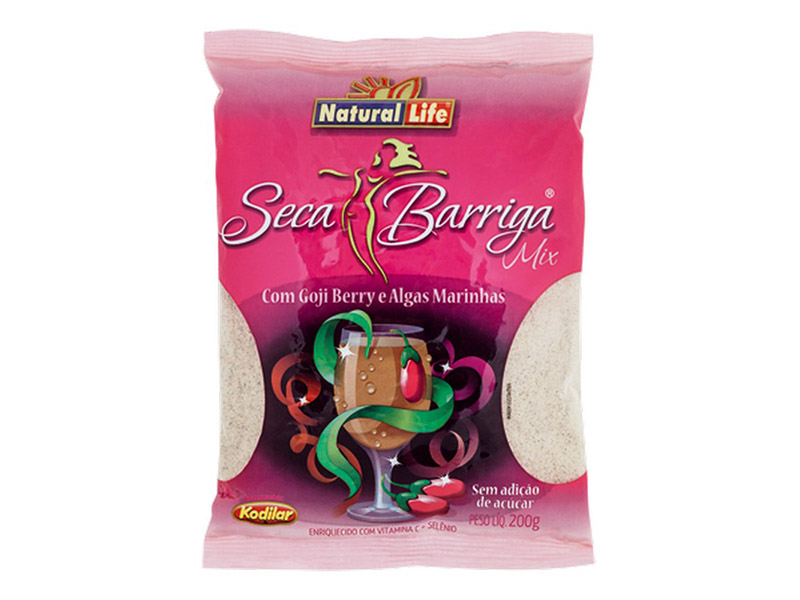 Natural Life®
Seca Barriga®
Mix
Com Goji Berry e Algas Marinhas
Sem adição
de açúcar
PESO LÍQ. 200g
Kodilar
ENRIQUECIDO COM VITAMINA C + SELÊNIO